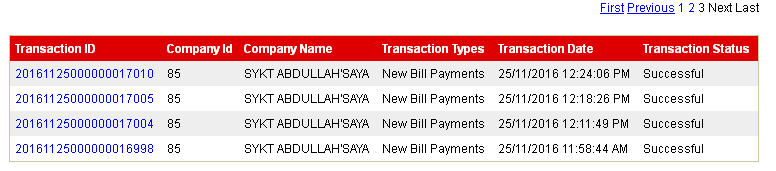 First Previous 1 2 3 Next Last
Transaction ID Company Id Company Name Transaction Types Transaction Date Transaction Status
20161125000000017010 85 SYKT ABDULLAH'SAYA New Bill Payments 25/11/2016 12:24:06 PM Successful
20161125000000017005 85 SYKT ABDULLAH'SAYA New Bill Payments 25/11/2016 12:18:26 PM Successful
20161125000000017004 85 SYKT ABDULLAH'SAYA New Bill Payments 25/11/2016 12:11:49 PM Successful
20161125000000016998 85 SYKT ABDULLAH'SAYA New Bill Payments 25/11/2016 11:58:44 AM Successful